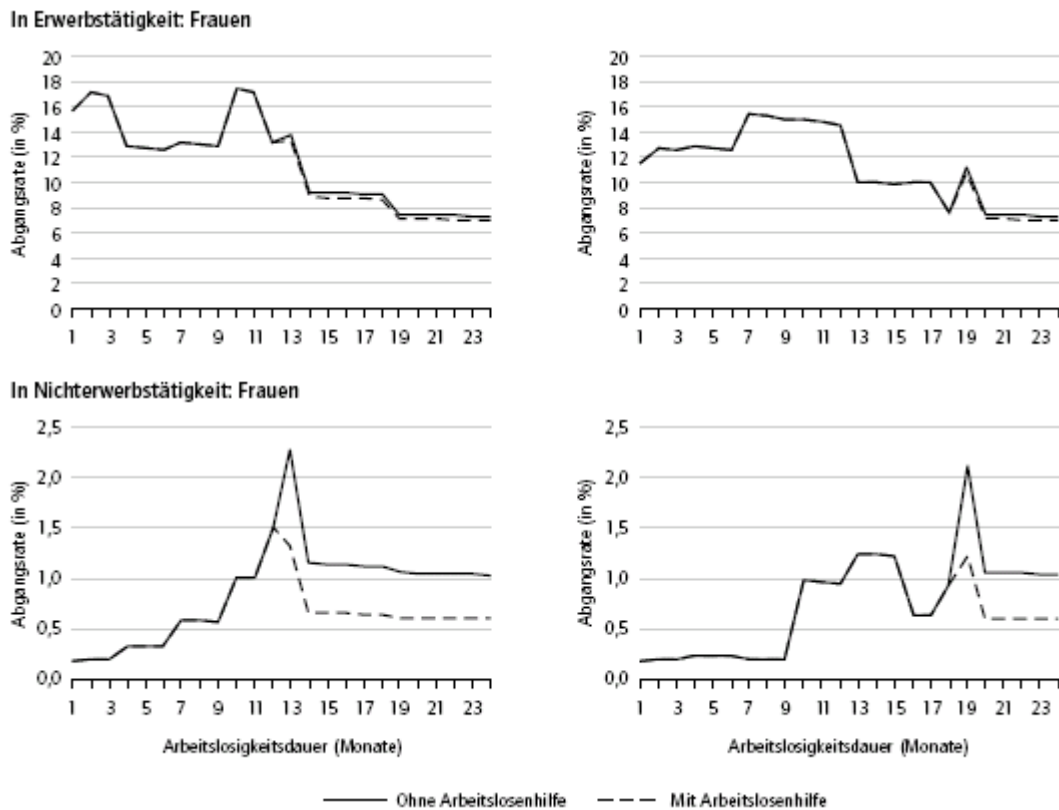 In Erwerbstätigkeit: Frauen
Abgangsrate (in %)
20
18
16
14
12
10
8
6
4
2
0
1 3 5 7 9 11 13 15 17 19 21 23
Abgangsrate (in %)
20
18
16
14
12
10
8
6
4
2
0
1 3 5 7 9 11 13 15 17 19 21 23
In Nichterwerbstätigkeit: Frauen
Abgangsrate (in %)
2,5
2,0
1,5
1,0
0,5
0,0
1 3 5 7 9 11 13 15 17 19 21 23
Arbeitslosigkeitsdauer (Monate)
Abgangsrate (in %)
2,5
2,0
1,5
1,0
0,5
0,0
1 3 5 7 9 11 13 15 17 19 21 23
Arbeitslosigkeitsdauer (Monate)
Ohne Arbeitslosenhilfe Mit Arbeitslosenhilfe